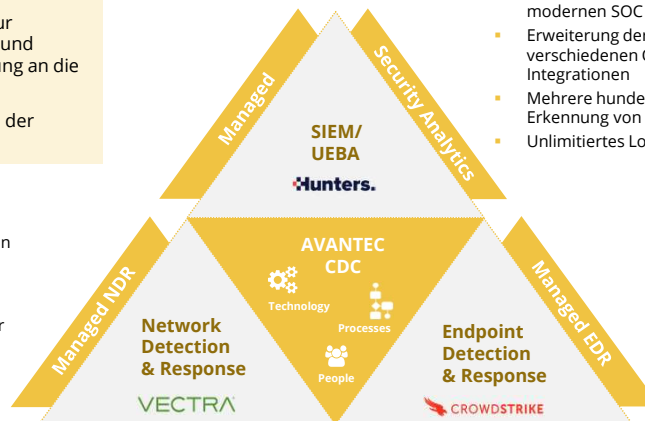 ur
und
ung an die
der
modernen SOC
Erweiterung der
verschiedenen
Integrationen
Mehrere hunde
Erkennung von
Unlimitiertes Lo
Managed
Security Analytics
SIEM/
UEBA
Hunters.
n
r
Managed NDR
AVANTEC
CDC
Technology
Processes
People
Managed EDR
Network
Detection
& Response
VECTRA
Endpoint
Detection
& Response
CROWDSTRIKE